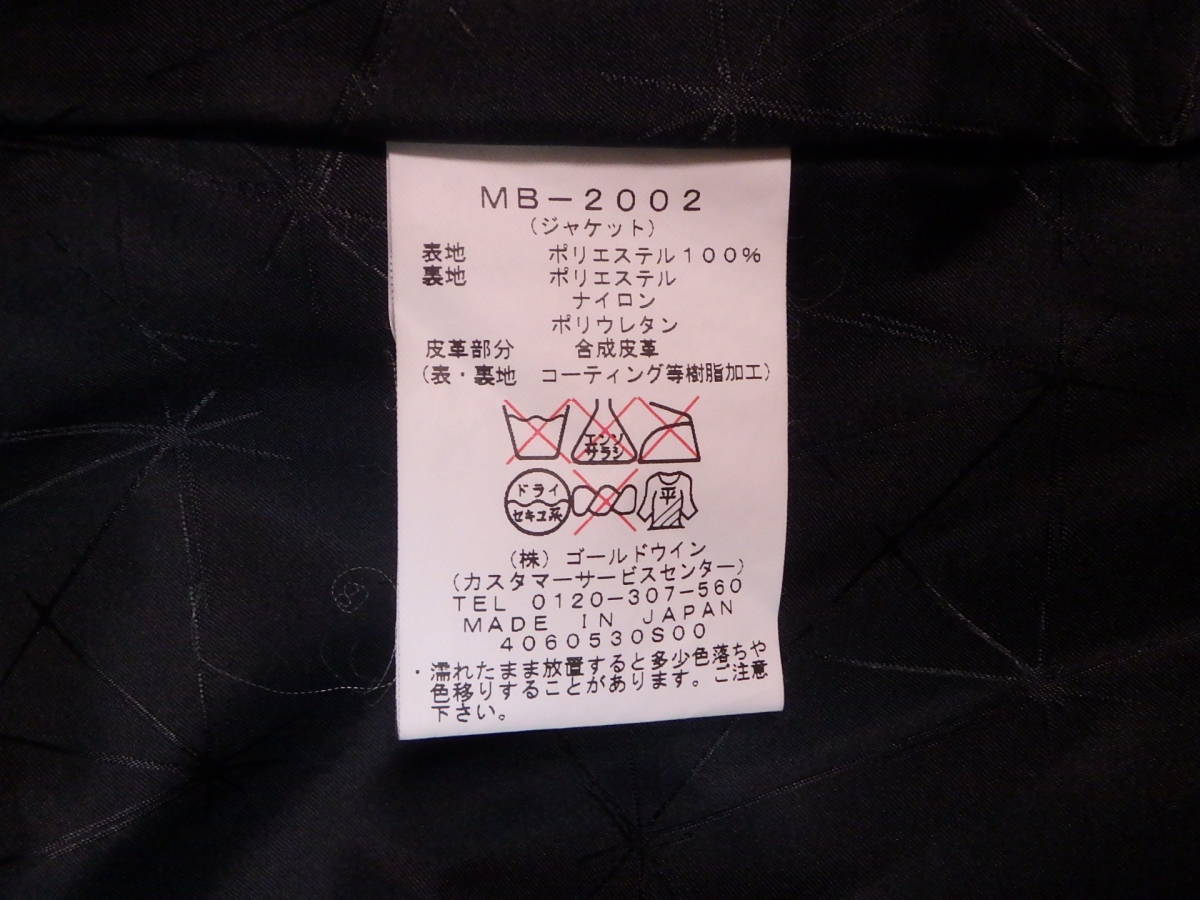 MB-2002
(ジャケット)
表地 ポリエステル100%
裏地 ポリエステル
ナイロン
ポリウレタン
皮革部分 合成皮革
(表・裏地 コーティング等樹脂加工)
エンソ
サラシ
ドライ
セキユ系
平
(株)ゴールドウイン
(カスタマーサービスセンター)
TEL 0120-307-560
MADE IN JAPAN
4060530S00
・濡れたまま放置すると多少色落ちや
色移りすることがあります。ご注意
下さい。